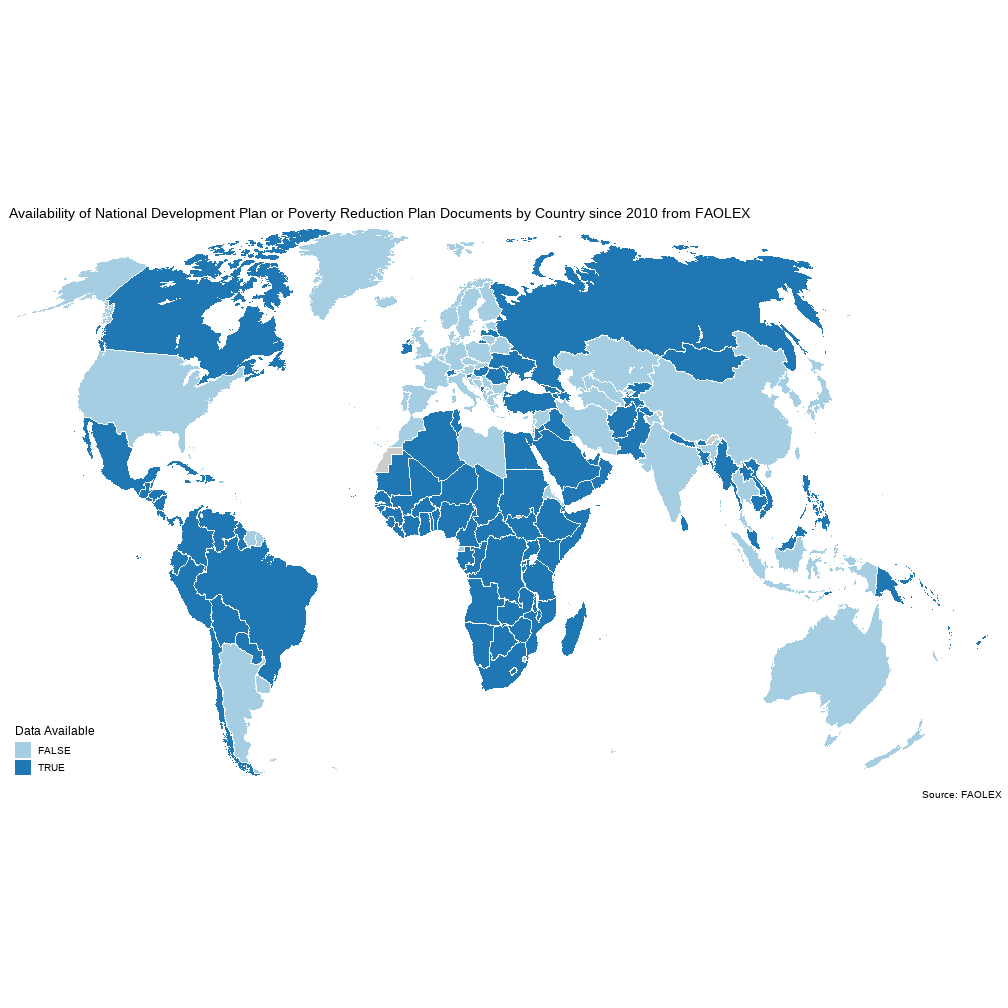 Availability of National Development Plan or Poverty Reduction Plan Documents by Country since 2010 from FAOLEX
Data Available
FALSE
TRUE
Source: FAOLEX